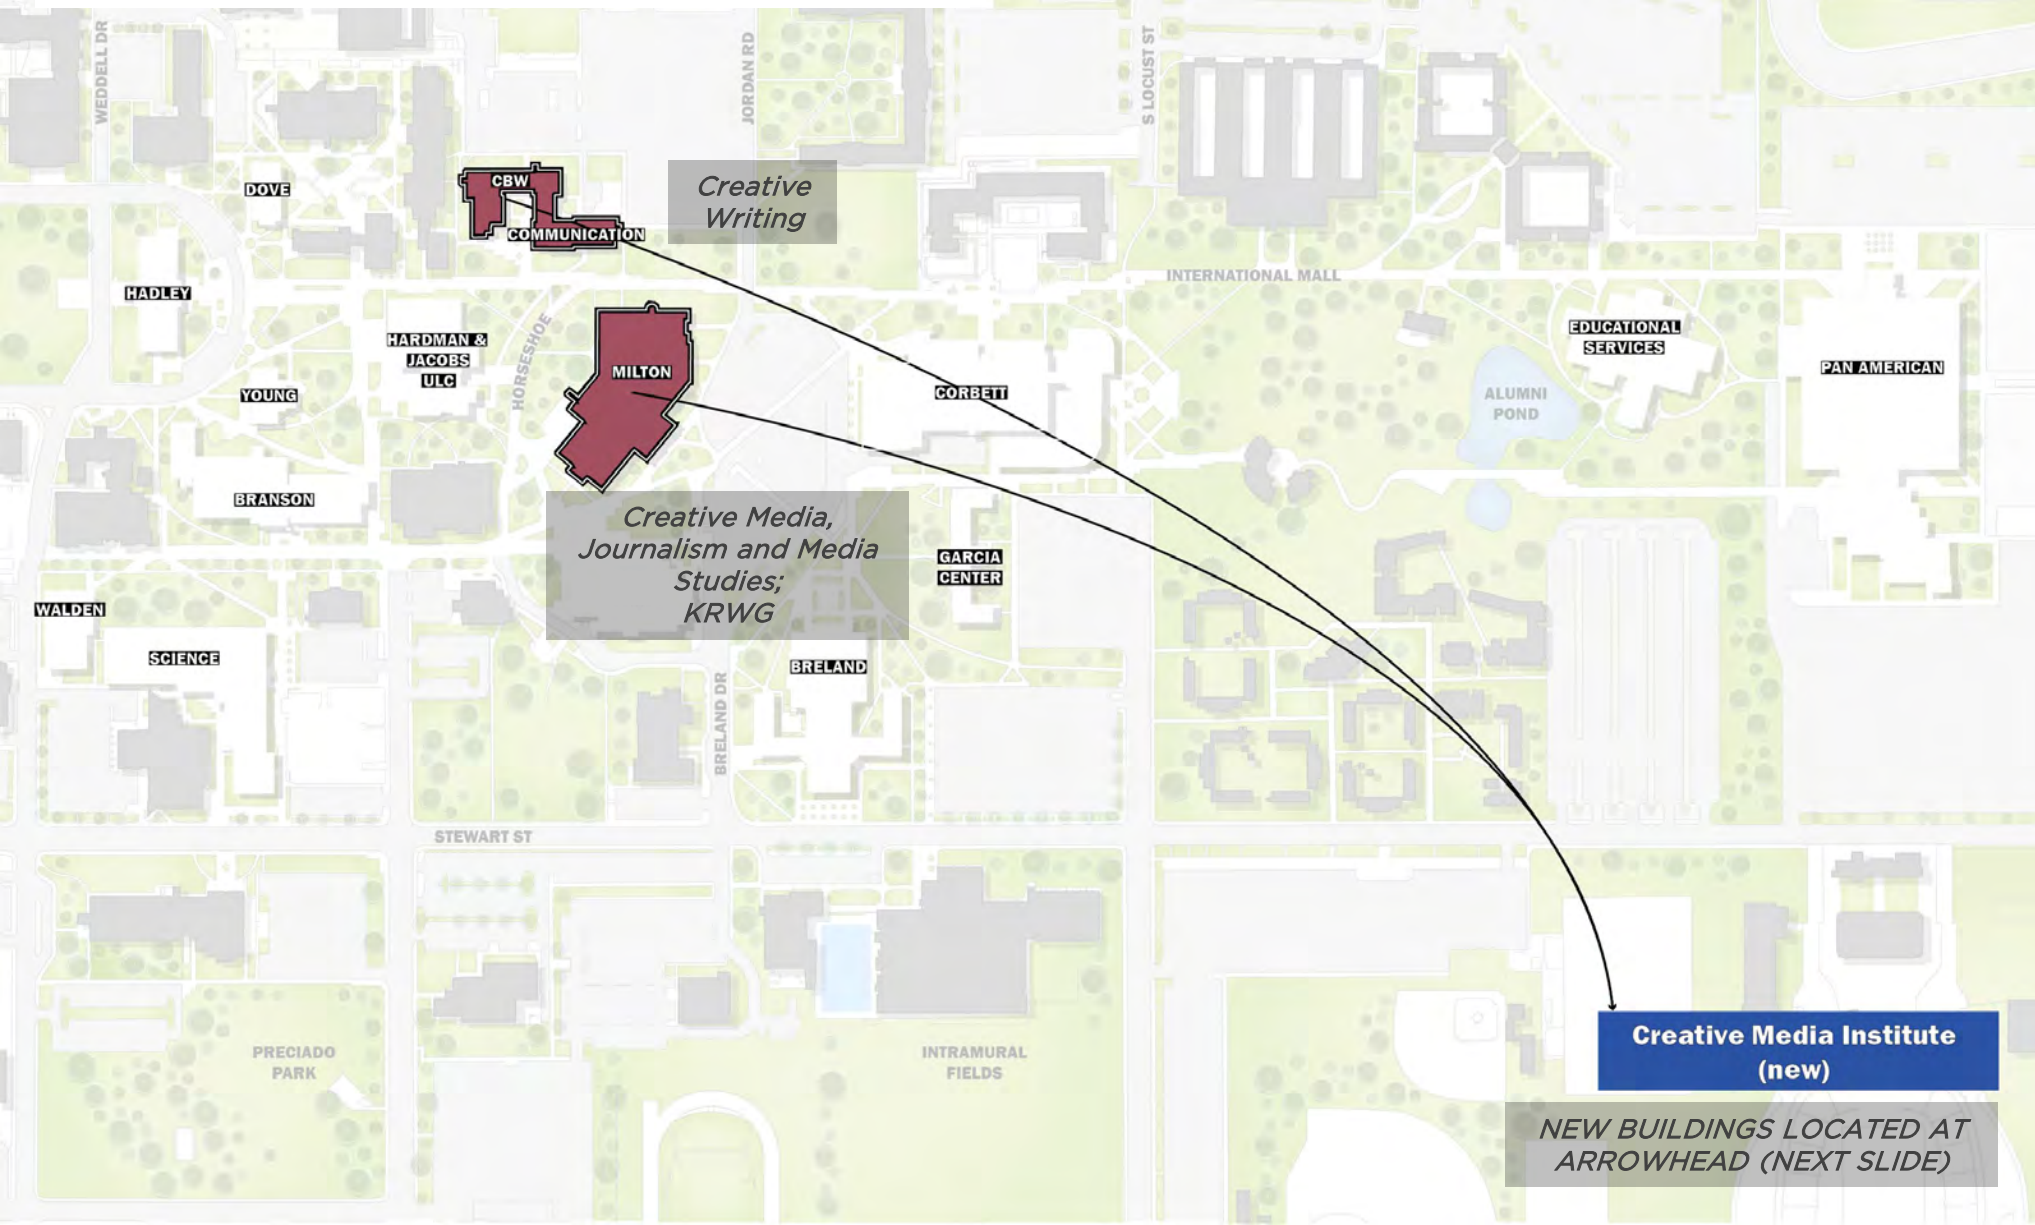 WEDDELL DR
JORDAN RD
S LOCUST ST
CBW
DOVE
Creative
Writing
COMMUNICATION
INTERNATIONAL MALL
HADLEY
HORSESHOE
HARDMAN &
JACOBS
ULC
MILTON
EDUCATIONAL
SERVICES
PAN AMERICAN
YOUNG
CORBETT
ALUMNI
POND
BRANSON
Creative Media,
Journalism and Media
Studies;
KRWG
GARCIA
CENTER
WALDEN
SCIENCE
BRELAND
BRELAND DR
STEWART ST
PRECIADO
PARK
INTRAMURAL
FIELDS
Creative Media Institute
(new)
NEW BUILDINGS LOCATED AT
ARROWHEAD (NEXT SLIDE)